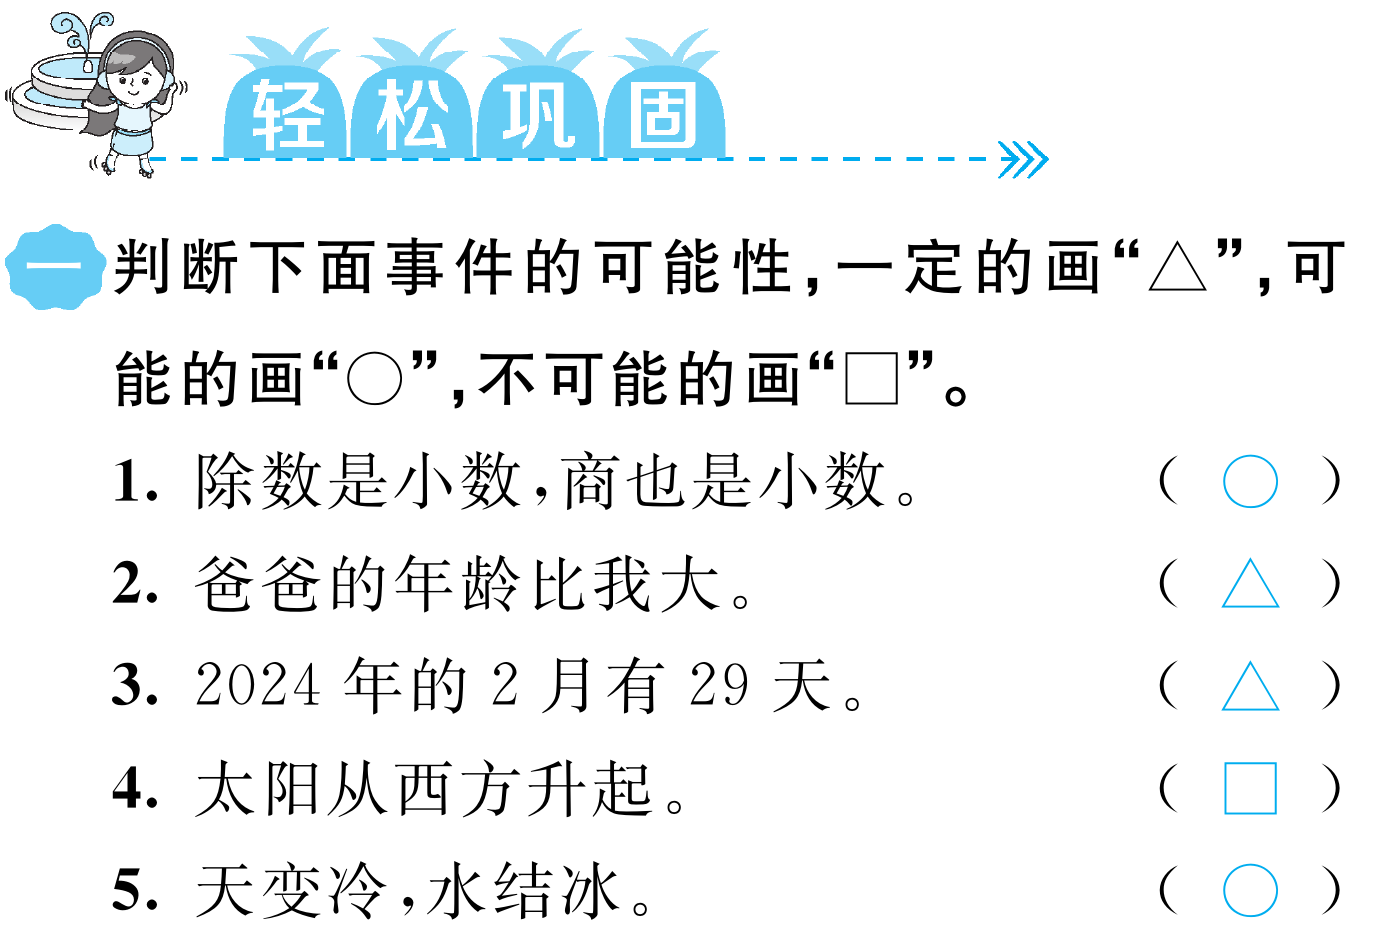 轻松巩固
一 判断下面事件的可能性,一定的画“△”,可
能的画“○”,不可能的画“□”。
1. 除数是小数,商也是小数。 ( ○ )
2. 爸爸的年龄比我大。 ( △ )
3. 2024 年的 2 月有 29 天。 ( △ )
4. 太阳从西方升起。 ( □ )
5. 天变冷,水结冰。 ( ○ )